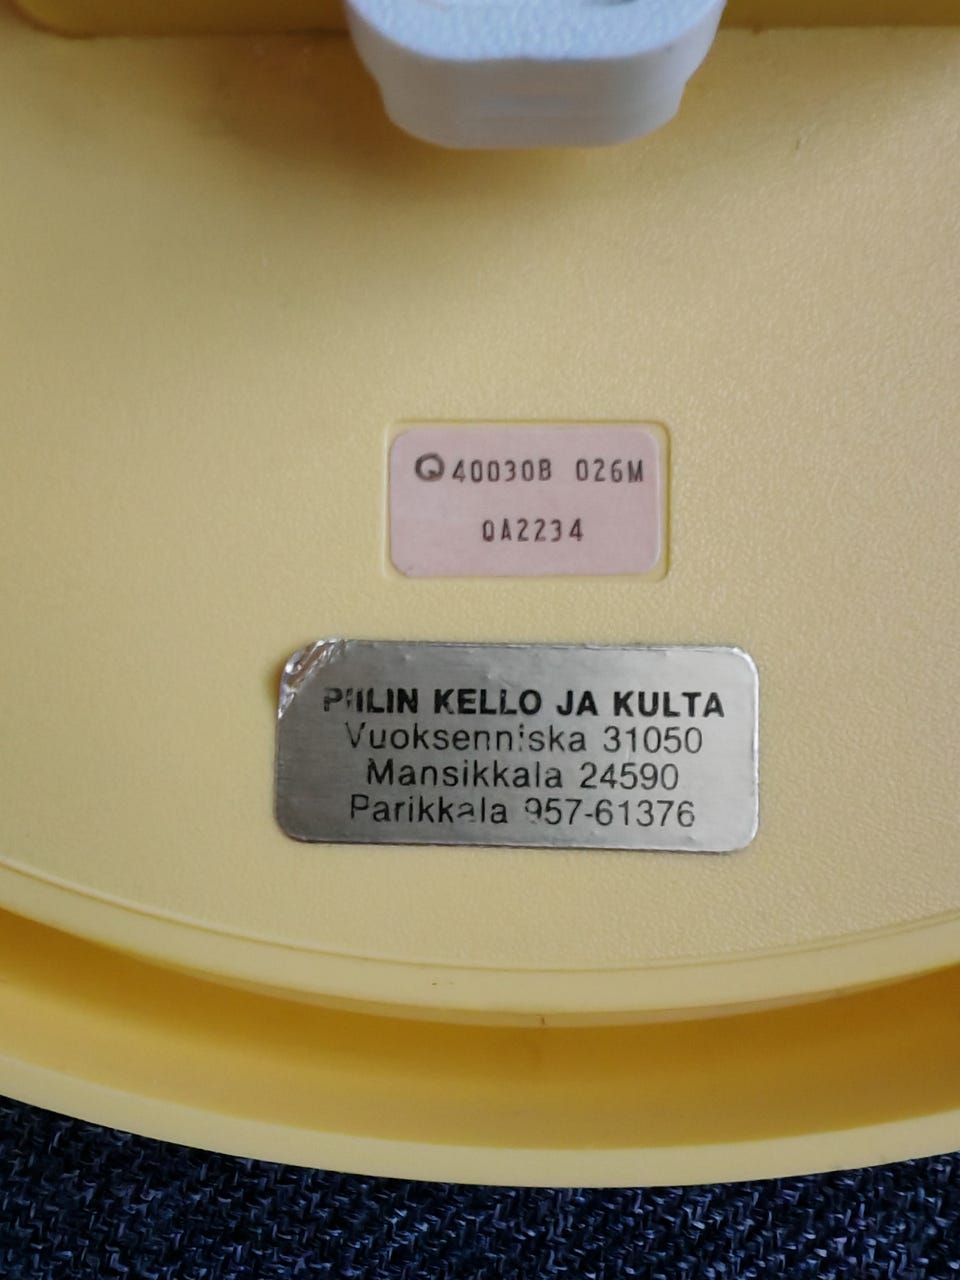 Q 40030B 026M
QA2234
PIILIN KELLO JA KULTA
Vuoksenniska 31050
Mansikkala 24590
Parikkala 957-61376